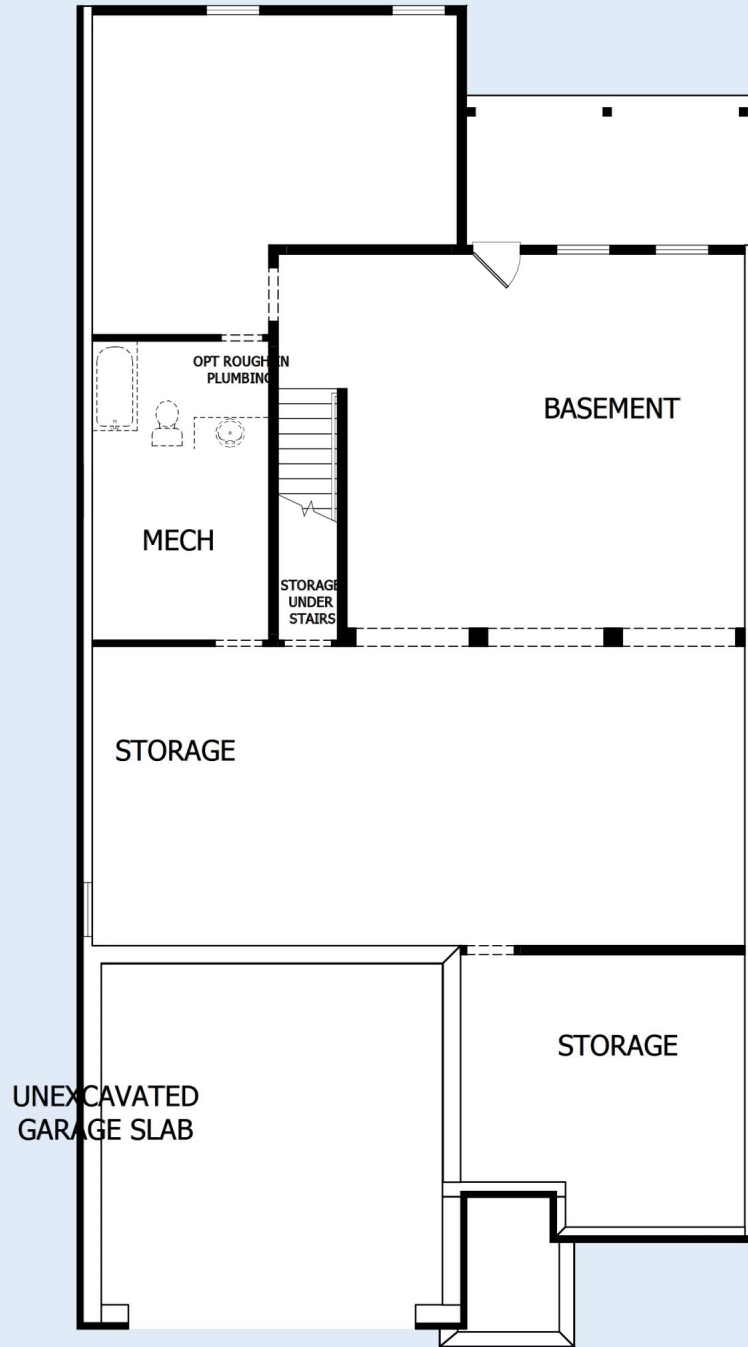 OPT ROUGH IN
PLUMBING
BASEMENT
MECH
STORAGE
UNDER
STAIRS
STORAGE
STORAGE
UNEXCAVATED
GARAGE SLAB